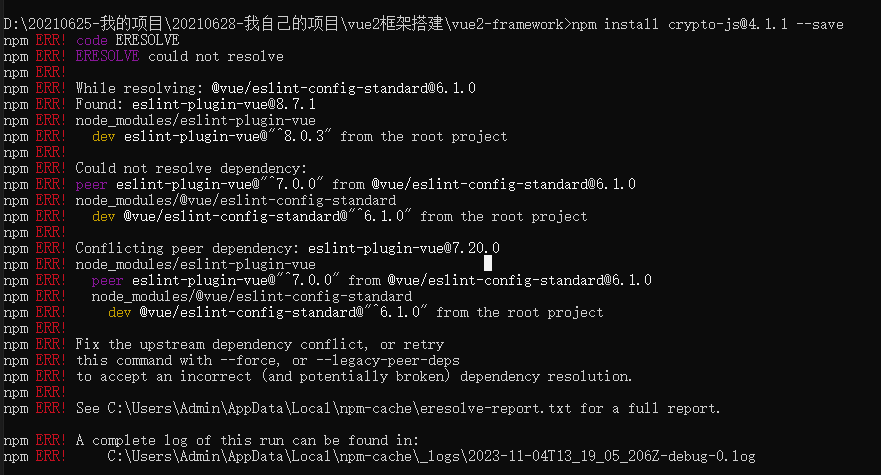 D:\20210625-我的项目\20210628-我自己的项目\vue2框架搭建\vue2-framework>npm install crypto-js@4.1.1 --save
npm ERR! code ERESOLVE
npm ERR! ERESOLVE could not resolve
npm ERR!
npm ERR! While resolving: @vue/eslint-config-standard@6.1.0
npm ERR! Found: eslint-plugin-vue@8.7.1
npm ERR! node_modules/eslint-plugin-vue
npm ERR!   dev eslint-plugin-vue@"^8.0.3" from the root project
npm ERR!
npm ERR! Could not resolve dependency:
npm ERR! peer eslint-plugin-vue@"^7.0.0" from @vue/eslint-config-standard@6.1.0
npm ERR! node_modules/@vue/eslint-config-standard
npm ERR!   dev @vue/eslint-config-standard@"^6.1.0" from the root project
npm ERR!
npm ERR! Conflicting peer dependency: eslint-plugin-vue@7.20.0
npm ERR! node_modules/eslint-plugin-vue
npm ERR!   peer eslint-plugin-vue@"^7.0.0" from @vue/eslint-config-standard@6.1.0
npm ERR!   node_modules/@vue/eslint-config-standard
npm ERR!     dev @vue/eslint-config-standard@"^6.1.0" from the root project
npm ERR!
npm ERR! Fix the upstream dependency conflict, or retry
npm ERR! this command with --force, or --legacy-peer-deps
npm ERR! to accept an incorrect (and potentially broken) dependency resolution.
npm ERR!
npm ERR! See C:\Users\Admin\AppData\Local\npm-cache\eresolve-report.txt for a full report.
npm ERR! A complete log of this run can be found in:
npm ERR!     C:\Users\Admin\AppData\Local\npm-cache\_logs\2023-11-04T13_19_05_206Z-debug-0.log